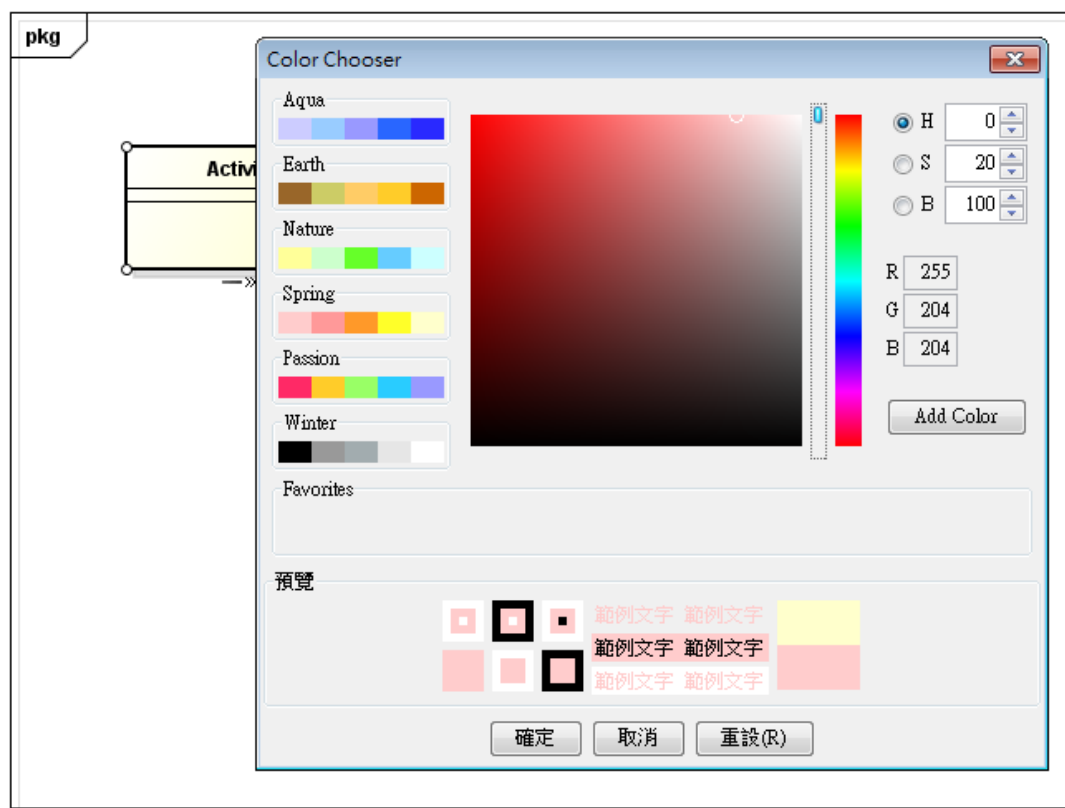 pkg
Color Chooser
Activi
Aqua
Earth
Nature
Spring
Passion
Winter
H 0
S 20
B 100
R 255
G 204
B 204
Add Color
Favorites
預覽
範例文字 範例文字
範例文字 範例文字
範例文字 範例文字
確定 取消 重設(R)